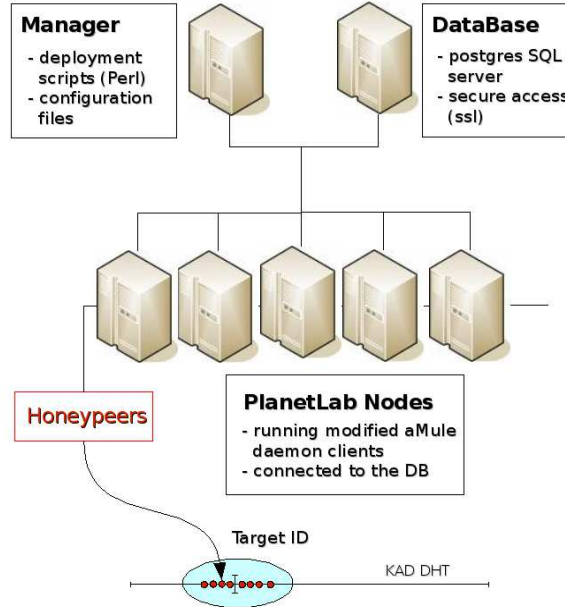 Manager
- deployment
scripts (Perl)
- configuration
files
DataBase
- postgres SQL
server
- secure access
(ssl)
Honeypeers
PlanetLab Nodes
- running modified aMule
daemon clients
- connected to the DB
Target ID
KAD DHT